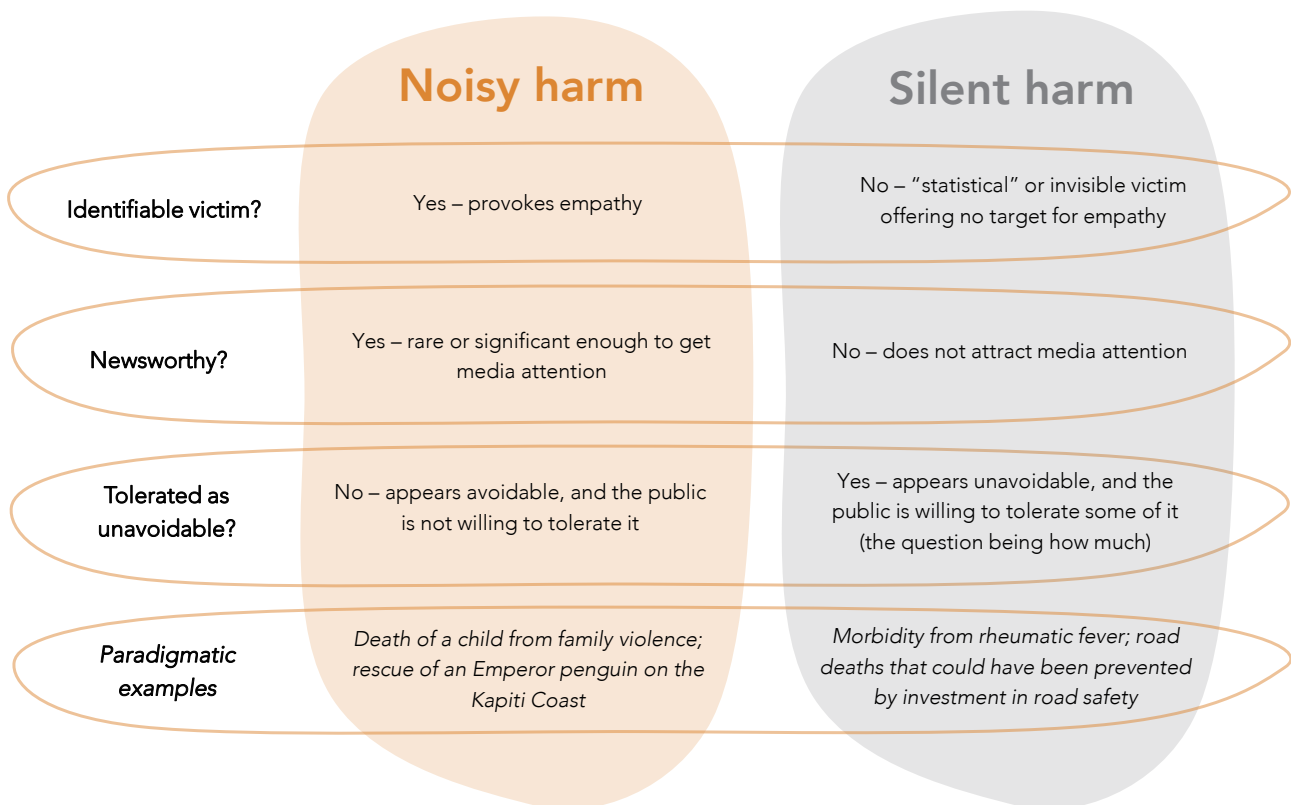 Noisy harm
Silent harm
Identifiable victim?
Yes – provokes empathy
No – “statistical” or invisible victim
offering no target for empathy
Newsworthy?
Yes – rare or significant enough to get
media attention
No – does not attract media attention
Tolerated as
unavoidable?
No – appears avoidable, and the public
is not willing to tolerate it
Yes – appears unavoidable, and the
public is willing to tolerate some of it
(the question being how much)
Paradigmatic
examples
Death of a child from family violence;
rescue of an Emperor penguin on the
Kapiti Coast
Morbidity from rheumatic fever; road
deaths that could have been prevented
by investment in road safety